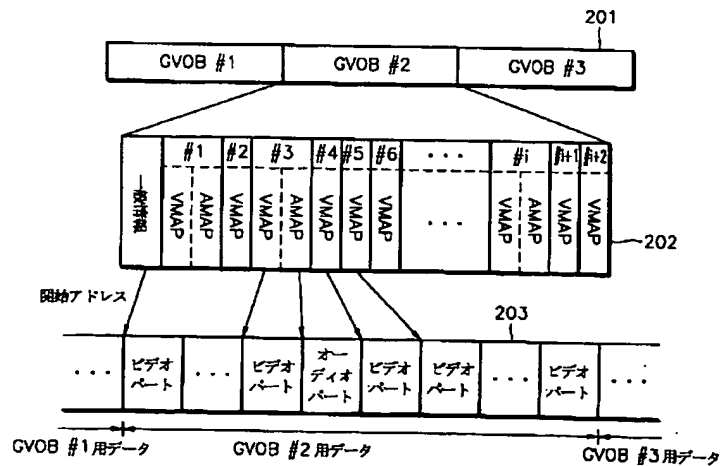 201
GVOB #1 GVOB #2 GVOB #3
#1 #2 #3 #4 #5 #6 ··· #i #i+1 #i+2
一般情報 VMAP AMAP VMAP VMAP AMAP VMAP VMAP VMAP ··· VMAP AMAP VMAP VMAP
202
開始アドレス
203
··· ビデオパート ··· ビデオパート オーディオパート ビデオパート ビデオパート ··· ビデオパート ···
GVOB #1用データ GVOB #2用データ GVOB #3用データ